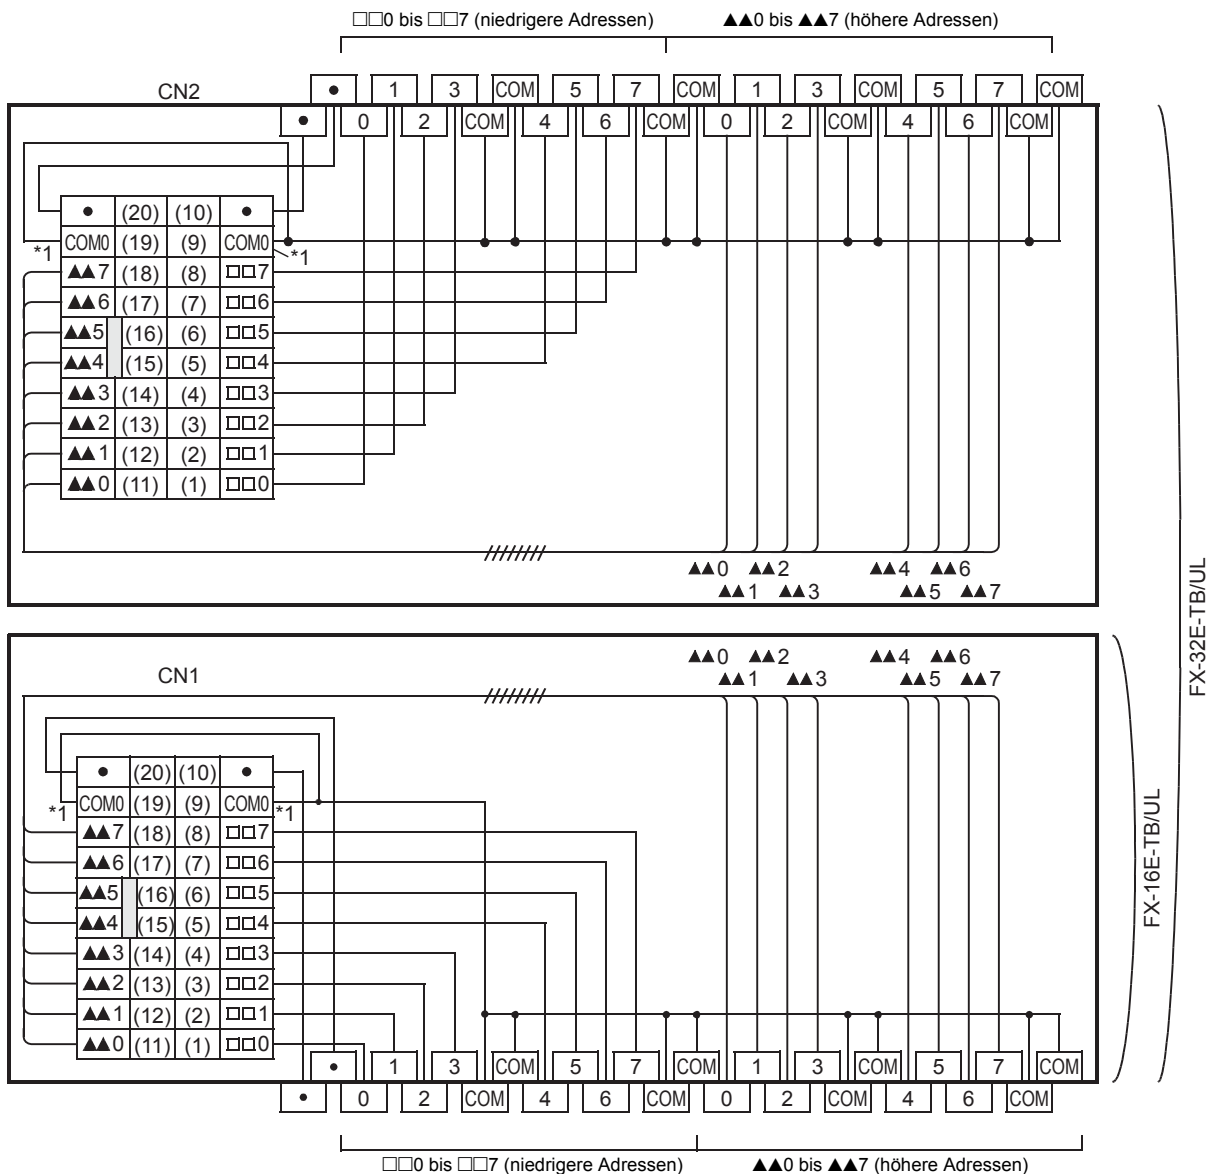 □□0 bis □□7 (niedrigere Adressen) ▲▲0 bis ▲▲7 (höhere Adressen)
CN2 • 1 3 COM 5 7 COM 1 3 COM 5 7 COM
• 0 2 COM 4 6 COM 0 2 COM 4 6 COM
• (20) (10) •
*1 COM0 (19) (9) COM0 *1
▲▲7 (18) (8) □□7
▲▲6 (17) (7) □□6
▲▲5 (16) (6) □□5
▲▲4 (15) (5) □□4
▲▲3 (14) (4) □□3
▲▲2 (13) (3) □□2
▲▲1 (12) (2) □□1
▲▲0 (11) (1) □□0
▲▲0 ▲▲2 ▲▲4 ▲▲6
▲▲1 ▲▲3 ▲▲5 ▲▲7
FX-32E-TB/UL
CN1
▲▲0 ▲▲2 ▲▲4 ▲▲6
▲▲1 ▲▲3 ▲▲5 ▲▲7
• (20) (10) •
*1 COM0 (19) (9) COM0 *1
▲▲7 (18) (8) □□7
▲▲6 (17) (7) □□6
▲▲5 (16) (6) □□5
▲▲4 (15) (5) □□4
▲▲3 (14) (4) □□3
▲▲2 (13) (3) □□2
▲▲1 (12) (2) □□1
▲▲0 (11) (1) □□0
FX-16E-TB/UL
• 1 3 COM 5 7 COM 1 3 COM 5 7 COM
• 0 2 COM 4 6 COM 0 2 COM 4 6 COM
□□0 bis □□7 (niedrigere Adressen) ▲▲0 bis ▲▲7 (höhere Adressen)